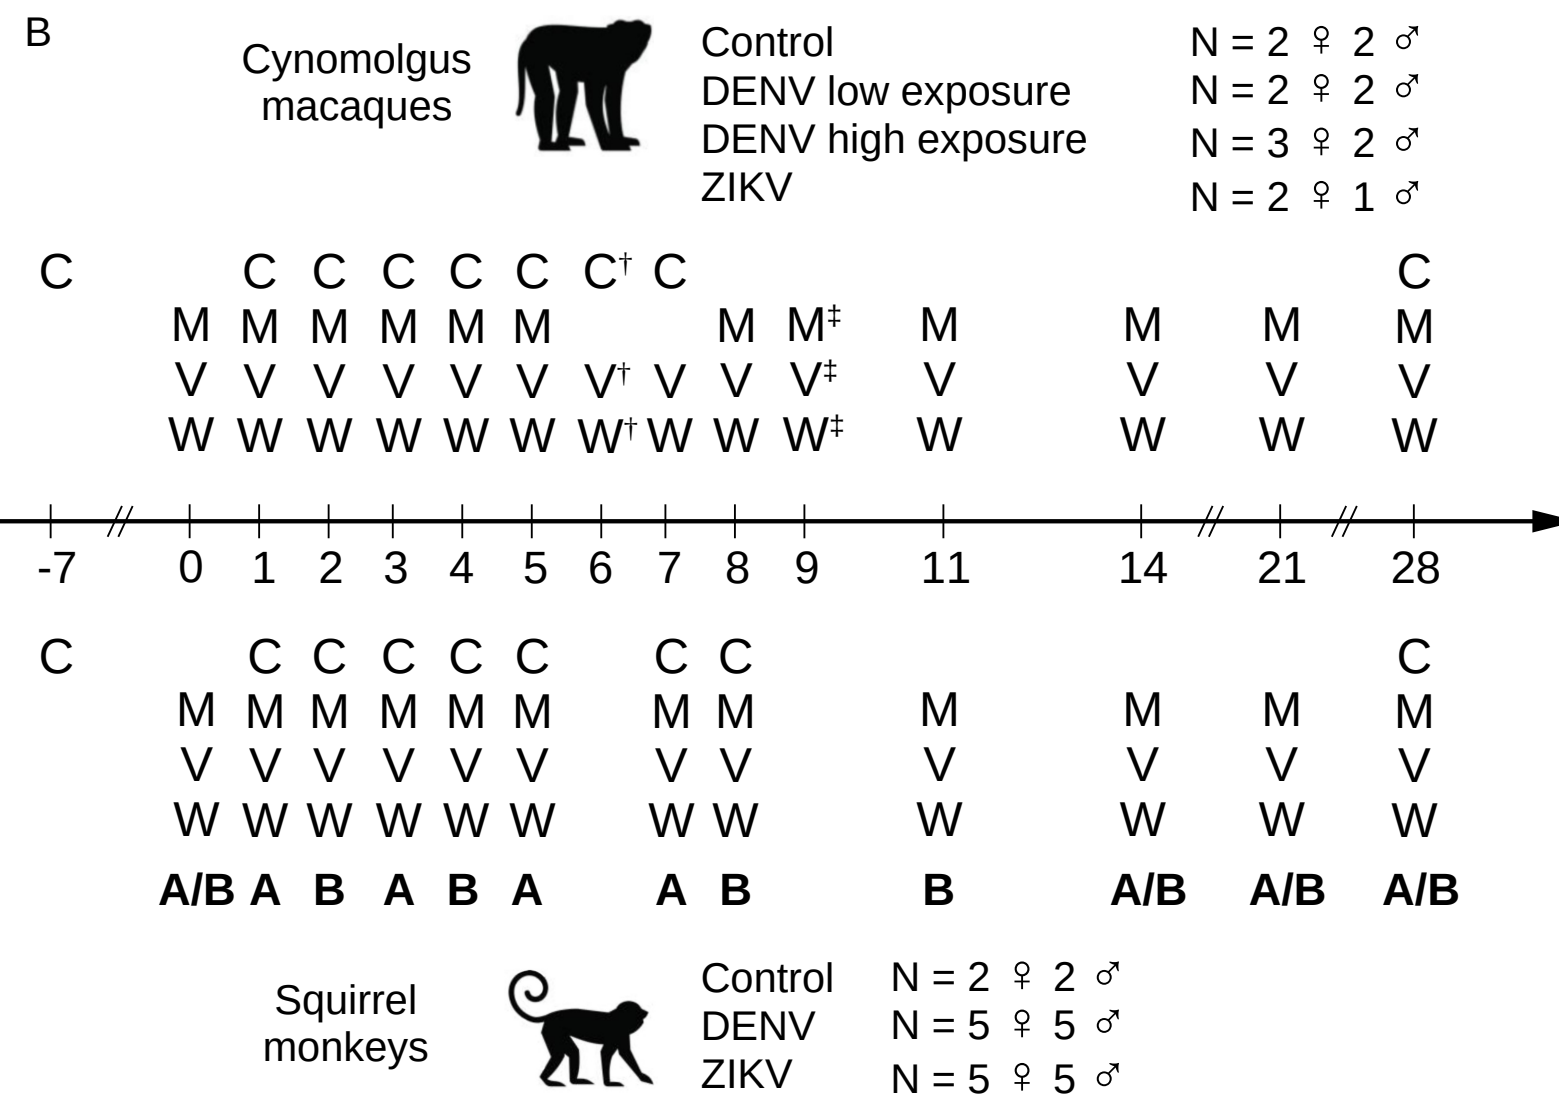 B
Cynomolgus
macaques
Control N = 2 ♀ 2 ♂
DENV low exposure N = 2 ♀ 2 ♂
DENV high exposure N = 3 ♀ 2 ♂
ZIKV N = 2 ♀ 1 ♂
C C C C C C C† C C
M M M M M M M M‡ M M M M
V V V V V V V† V V V‡ V V V V
W W W W W W W† W W W‡ W W W W
-7 0 1 2 3 4 5 6 7 8 9 11 14 21 28
C C C C C C C C C
M M M M M M M M M M M M
V V V V V V V V V V V V
W W W W W W W W W W W W
A/B A B A B A A B B A/B A/B A/B
Squirrel
monkeys
Control N = 2 ♀ 2 ♂
DENV N = 5 ♀ 5 ♂
ZIKV N = 5 ♀ 5 ♂